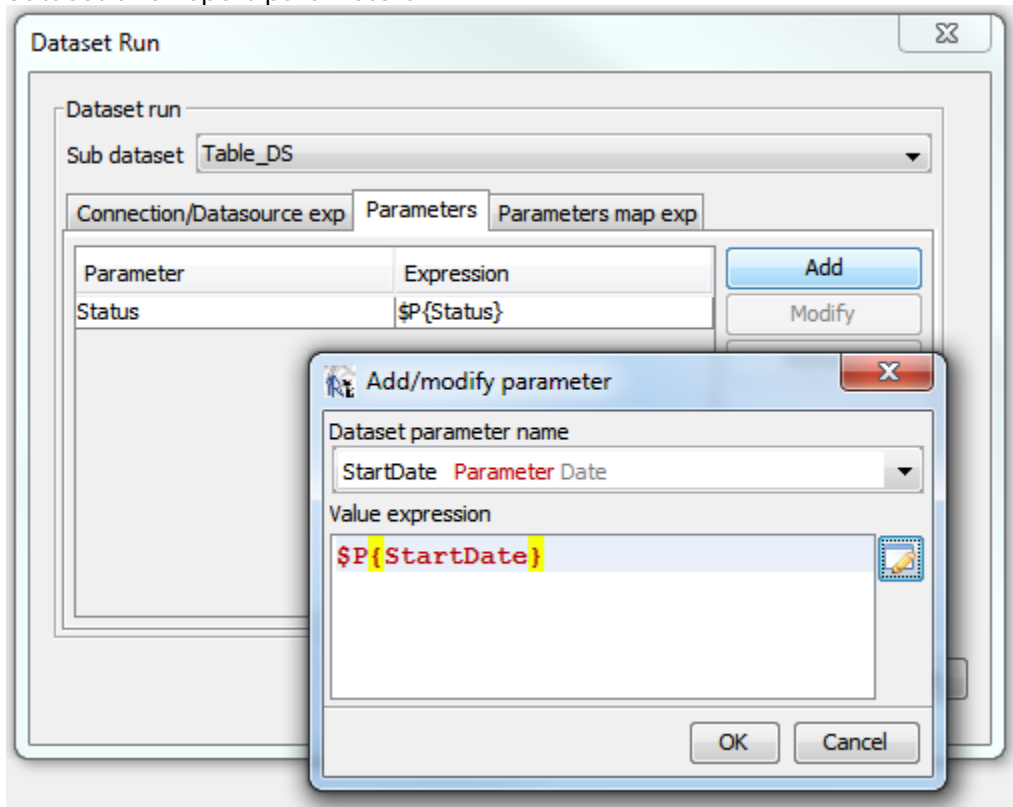 Dataset Run
Dataset run
Sub dataset Table_DS
Connection/Datasource exp Parameters Parameters map exp
Parameter Expression Add
Status $P{Status} Modify
Add/modify parameter
Dataset parameter name
StartDate Parameter Date
Value expression
$P{StartDate}
OK Cancel